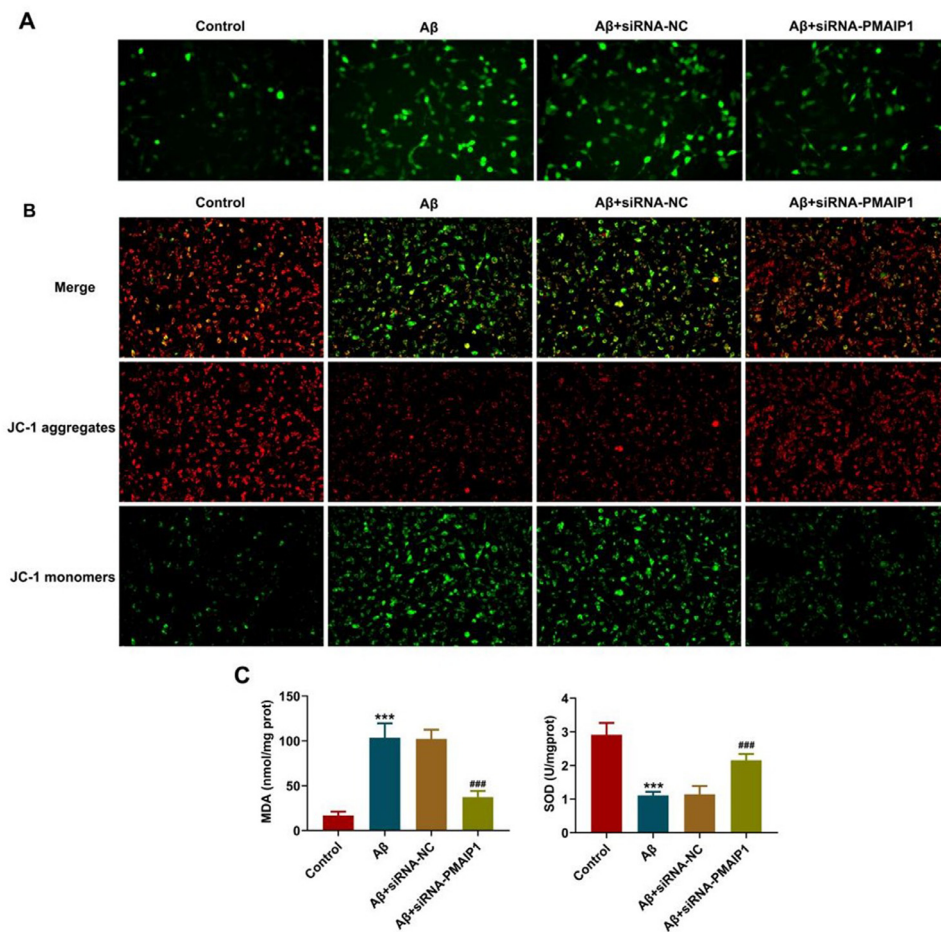 A
Control Aβ Aβ+siRNA-NC Aβ+siRNA-PMAIP1
B
Control Aβ Aβ+siRNA-NC Aβ+siRNA-PMAIP1
Merge
JC-1 aggregates
JC-1 monomers
C
MDA (nmol/mg prot)
150
100
50
0
***
###
Control Aβ Aβ+siRNA-NC Aβ+siRNA-PMAIP1
SOD (U/mgprot)
4
3
2
1
0
***
###
Control Aβ Aβ+siRNA-NC Aβ+siRNA-PMAIP1